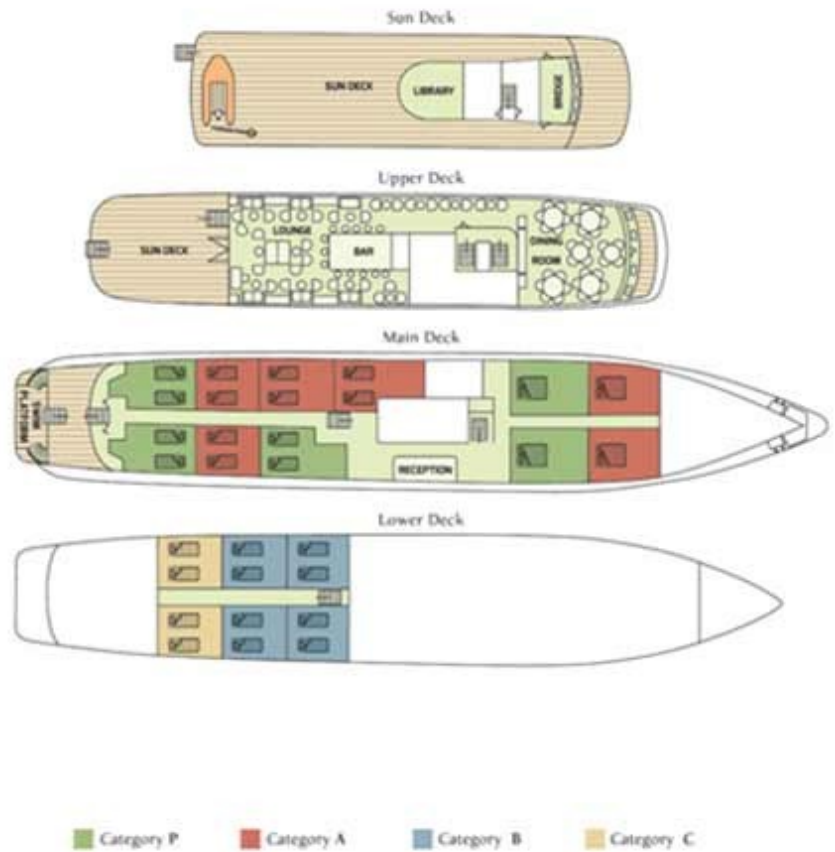 Sun Deck
SUN DECK
LIBRARY
BRIDGE
Upper Deck
SUN DECK
LOUNGE
BAR
DINING
ROOM
Main Deck
SWIM
PLATFORM
RECEPTION
Lower Deck
Category P
Category A
Category B
Category C